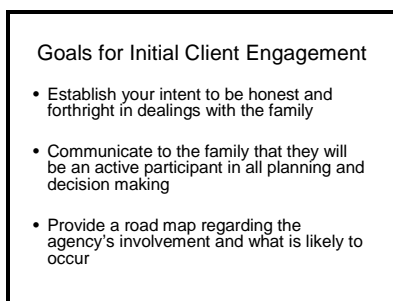 Goals for Initial Client Engagement
• Establish your intent to be honest and
forthright in dealings with the family
• Communicate to the family that they will
be an active participant in all planning and
decision making
• Provide a road map regarding the
agency's involvement and what is likely to
occur